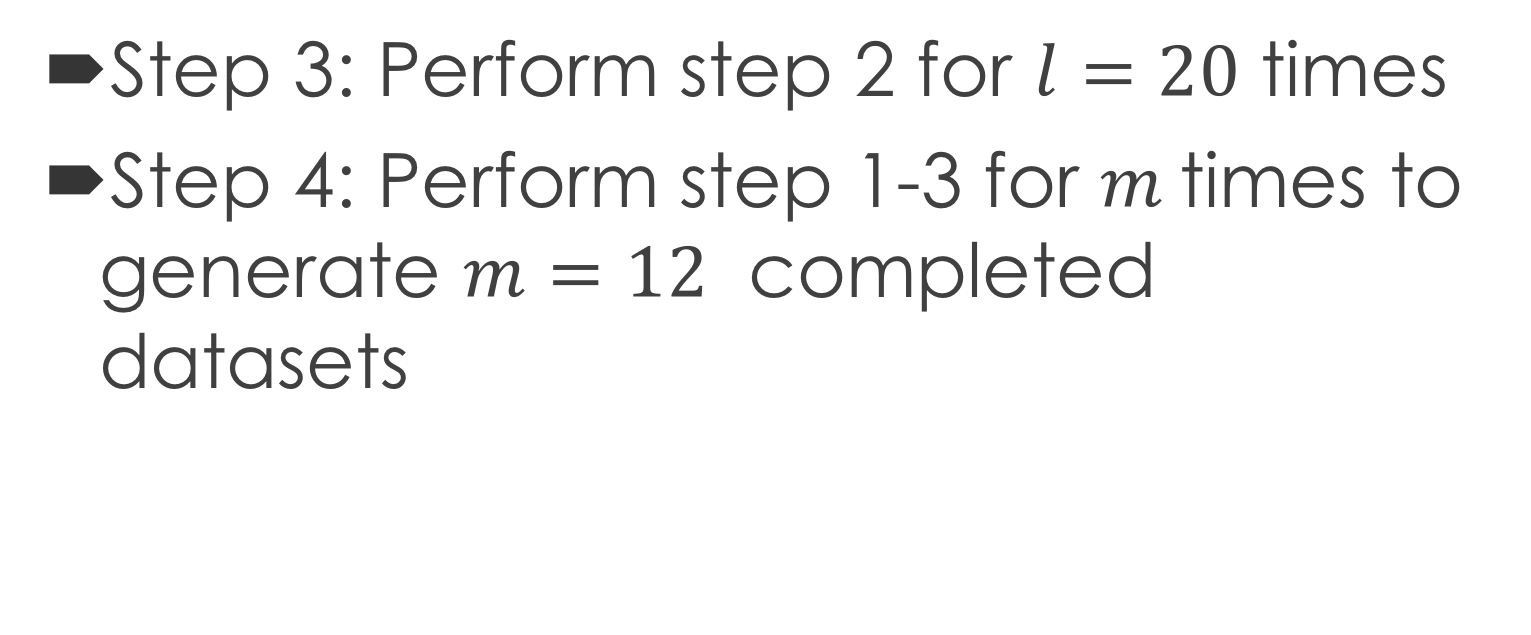 Step 3: Perform step 2 for l = 20 times
Step 4: Perform step 1-3 for m times to
generate m = 12 completed
datasets